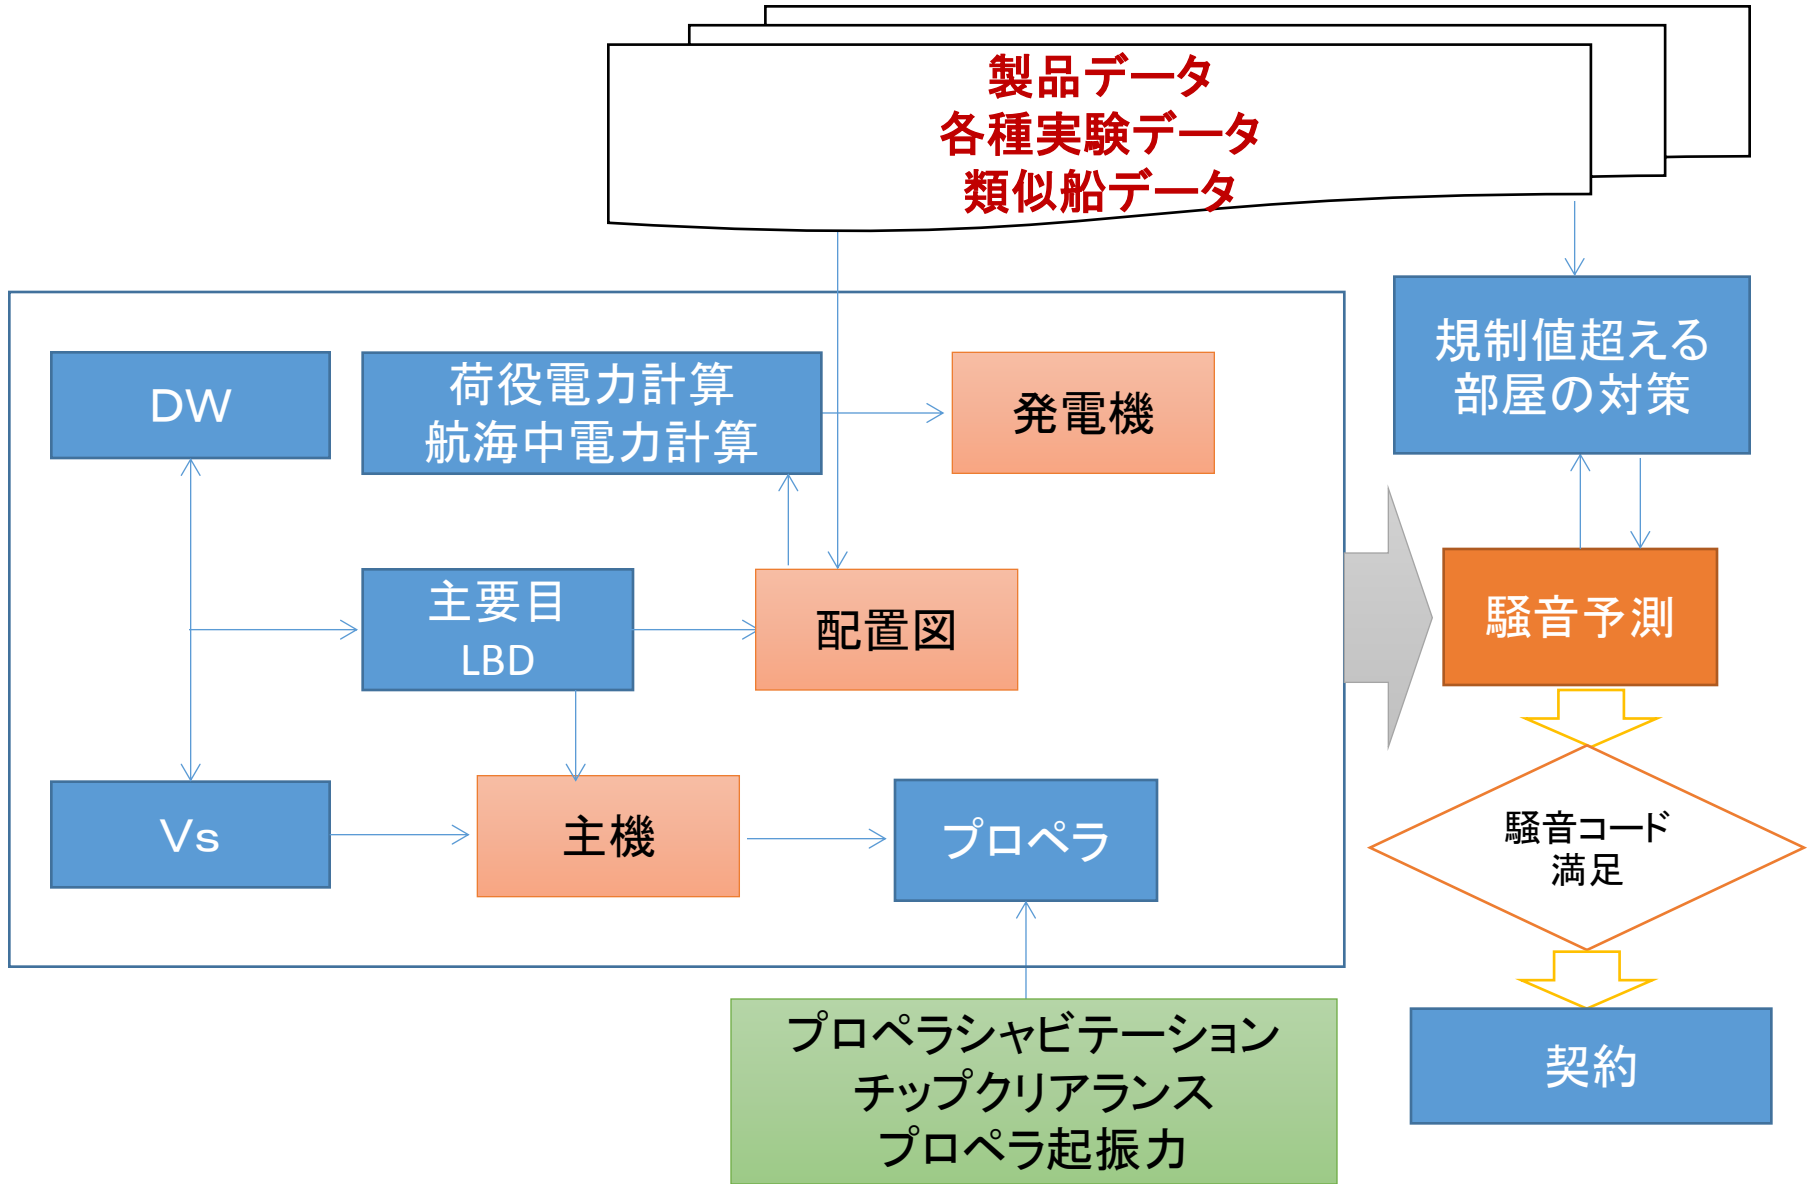 製品データ
各種実験データ
類似船データ
規制値超える
部屋の対策
DW
荷役電力計算
航海中電力計算
発電機
主要目
LBD
配置図
騒音予測
Vs
主機
プロペラ
騒音コード
満足
プロペラシャビテーション
チップクリアランス
プロペラ起振力
契約